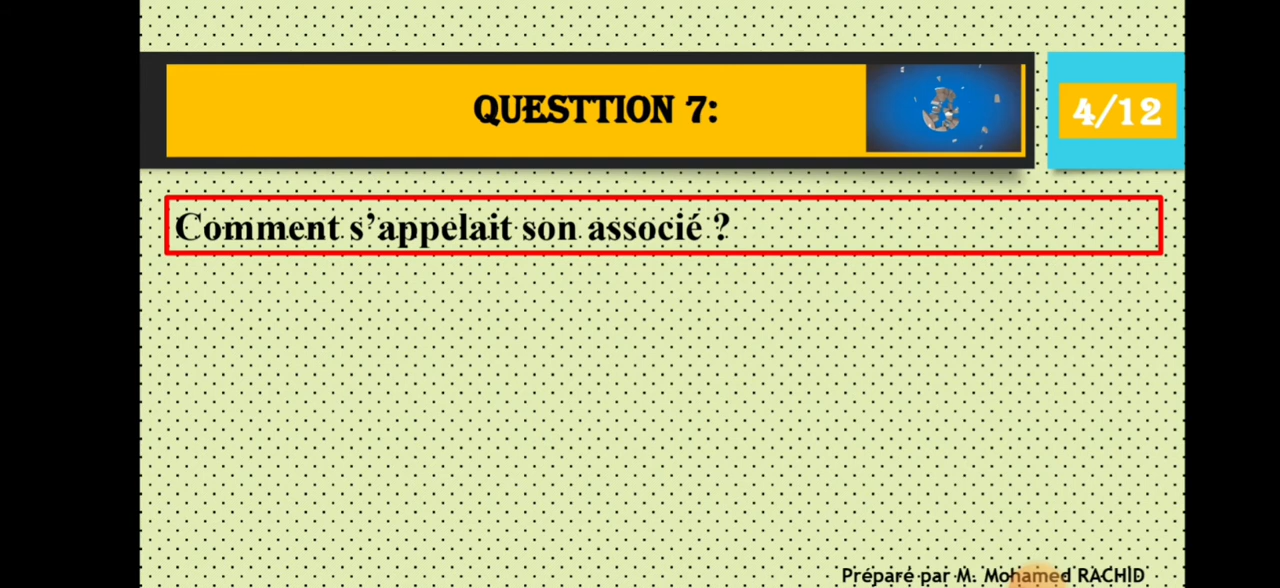 QUESTTION 7:
4/12
Comment s’appelait son associé ?
Préparé par M. Mohamed RACHID